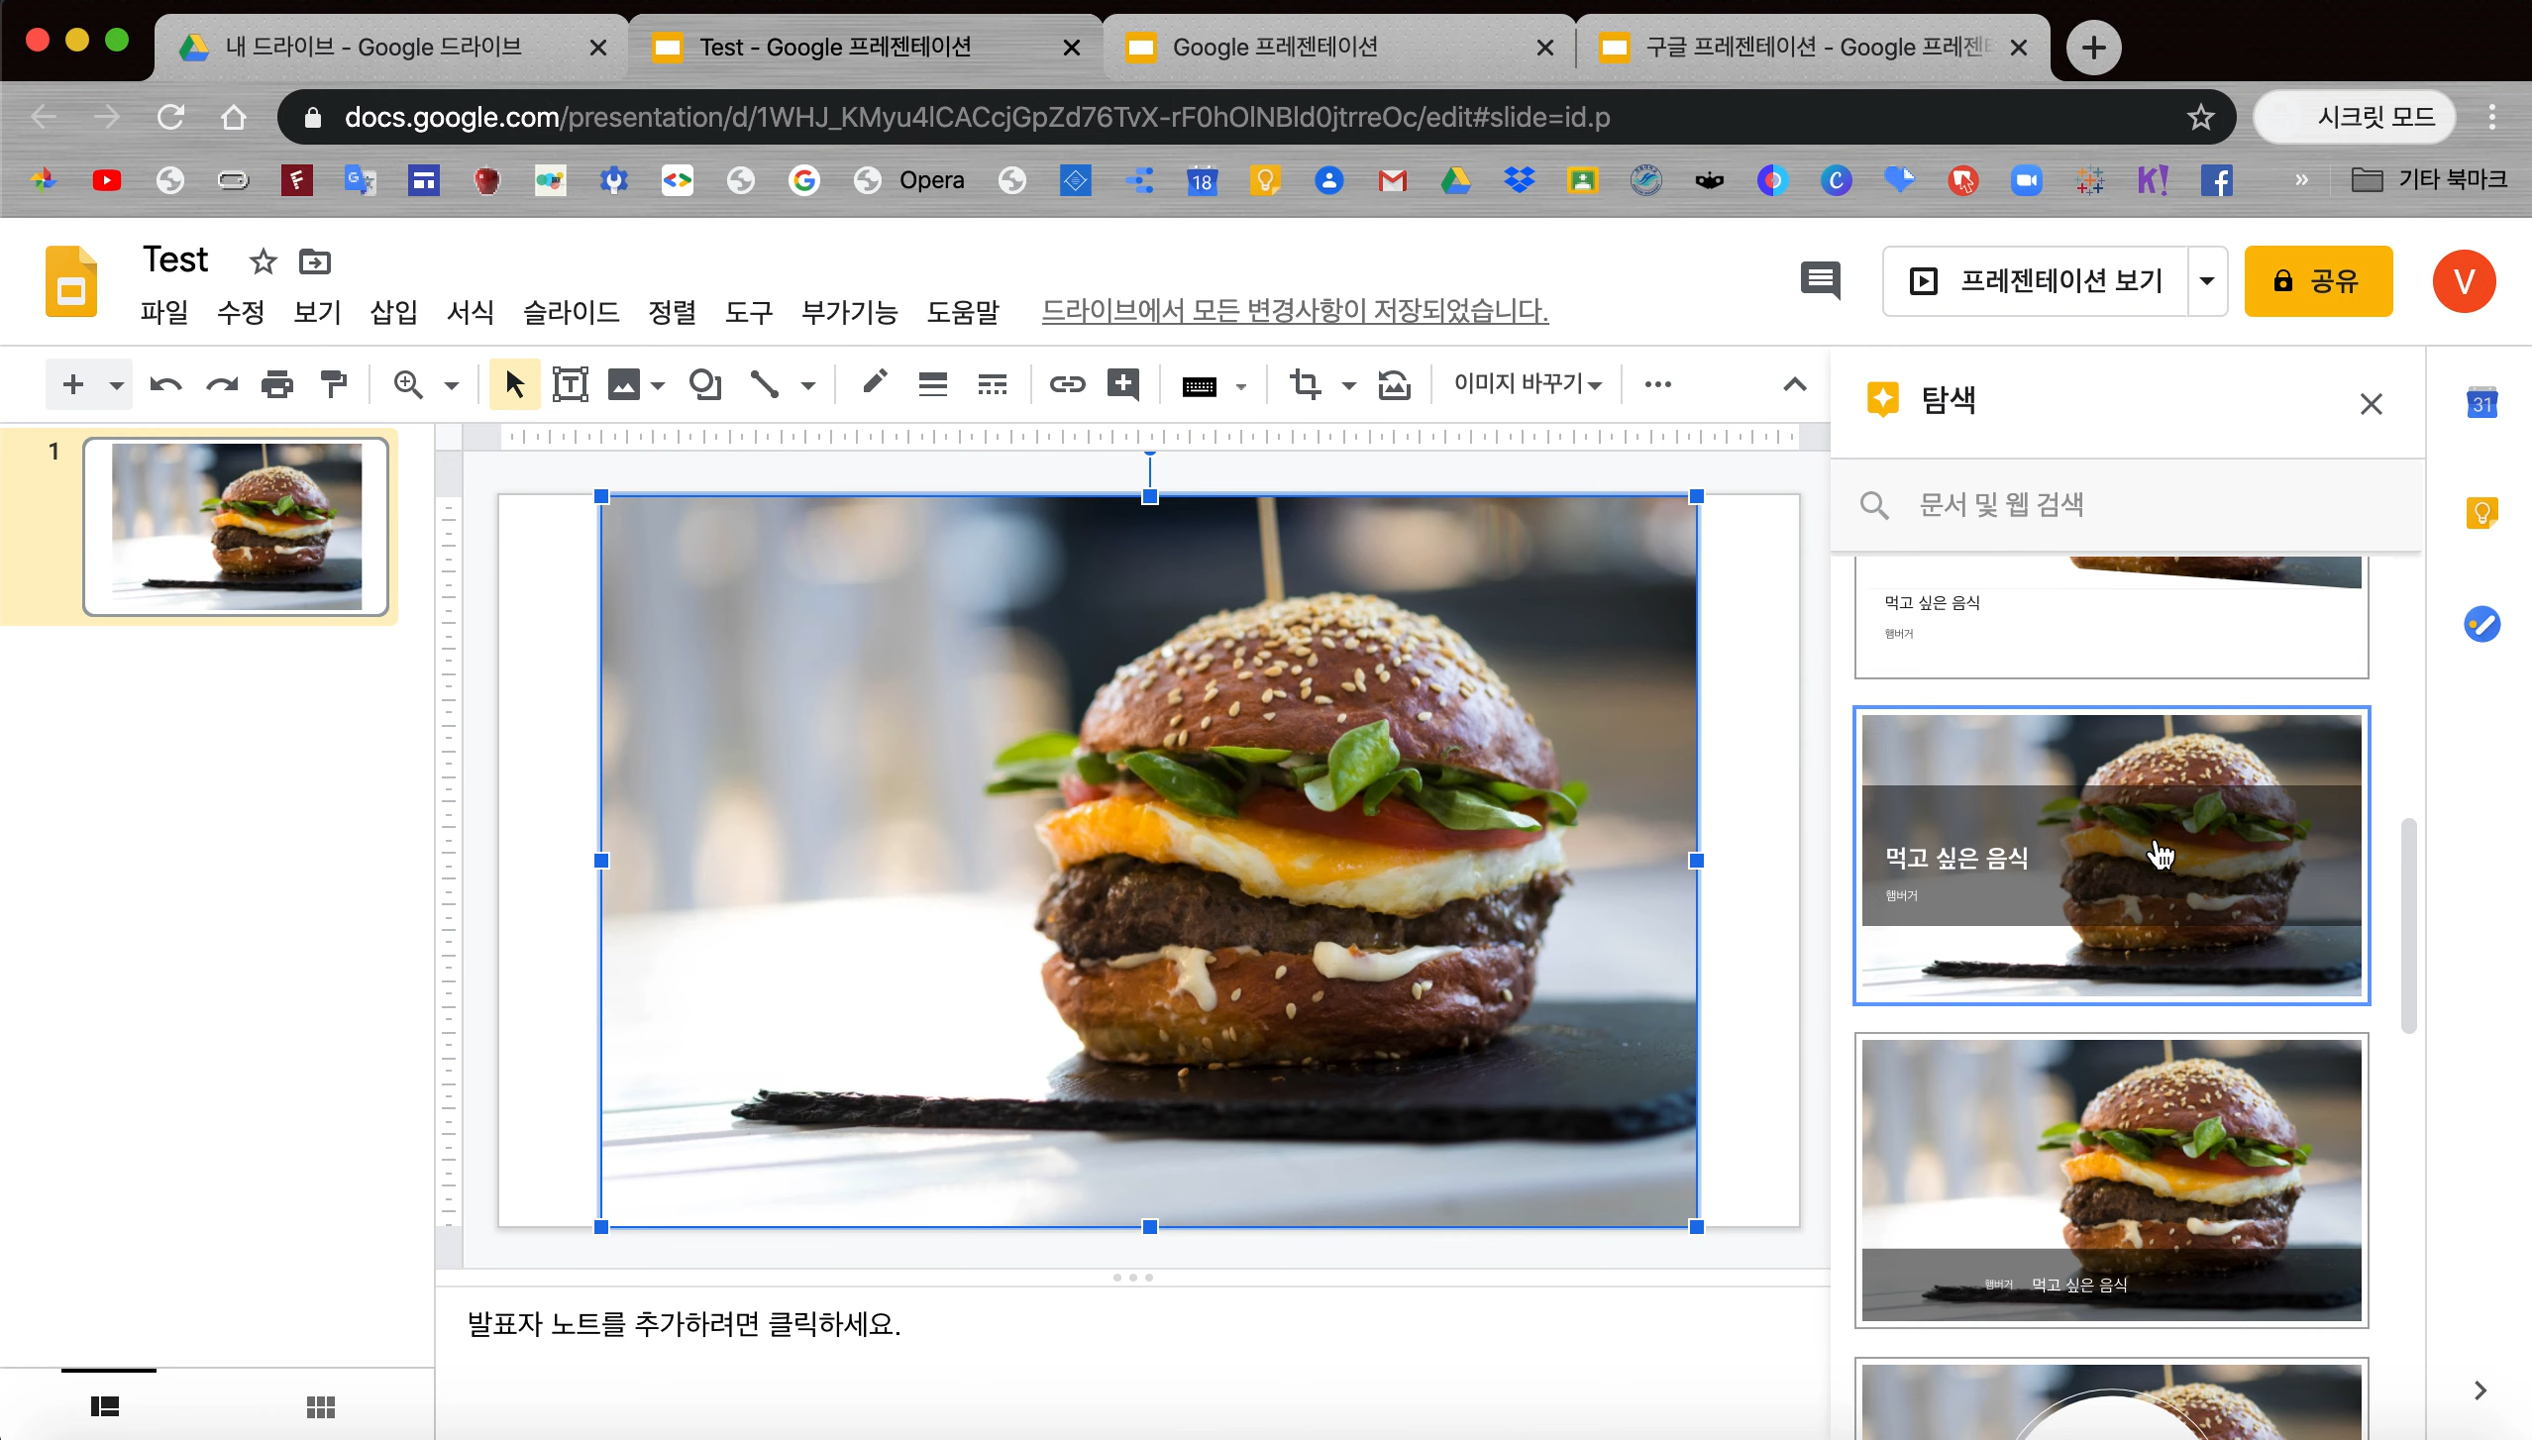 내 드라이브 - Google 드라이브
Test - Google 프레젠테이션
Google 프레젠테이션
구글 프레젠테이션 - Google 프레젠
docs.google.com/presentation/d/1WHJ_KMyu4lCACcjGpZd76TvX-rF0hOlNBld0jtrreOc/edit#slide=id.p
시크릿 모드
18
Opera
기타 북마크
Test
파일 수정 보기 삽입 서식 슬라이드 정렬 도구 부가기능 도움말
드라이브에서 모든 변경사항이 저장되었습니다.
프레젠테이션 보기
공유
V
이미지 바꾸기
탐색
31
문서 및 웹 검색
1
먹고 싶은 음식
햄버거
먹고 싶은 음식
햄버거
햄버거 먹고 싶은 음식
발표자 노트를 추가하려면 클릭하세요.